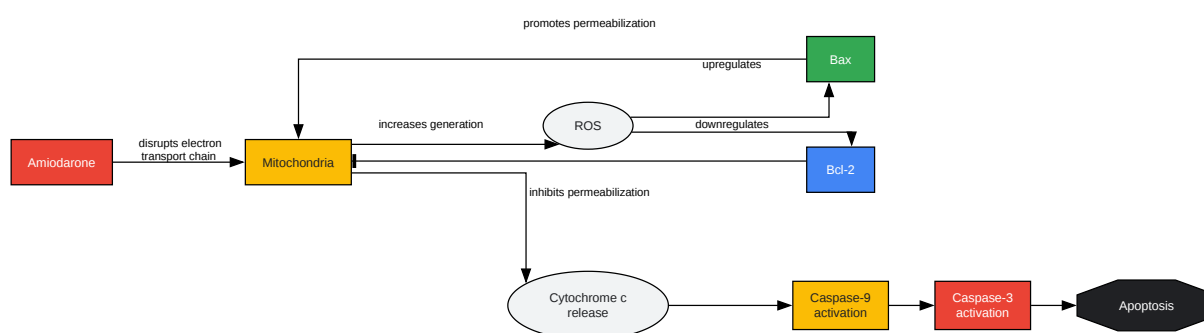 promotes permeabilization
Bax
upregulates
increases generation
ROS
downregulates
disrupts electron
transport chain
Amiodarone
Mitochondria
Bcl-2
inhibits permeabilization
Cytochrome c
release
Caspase-9
activation
Caspase-3
activation
Apoptosis